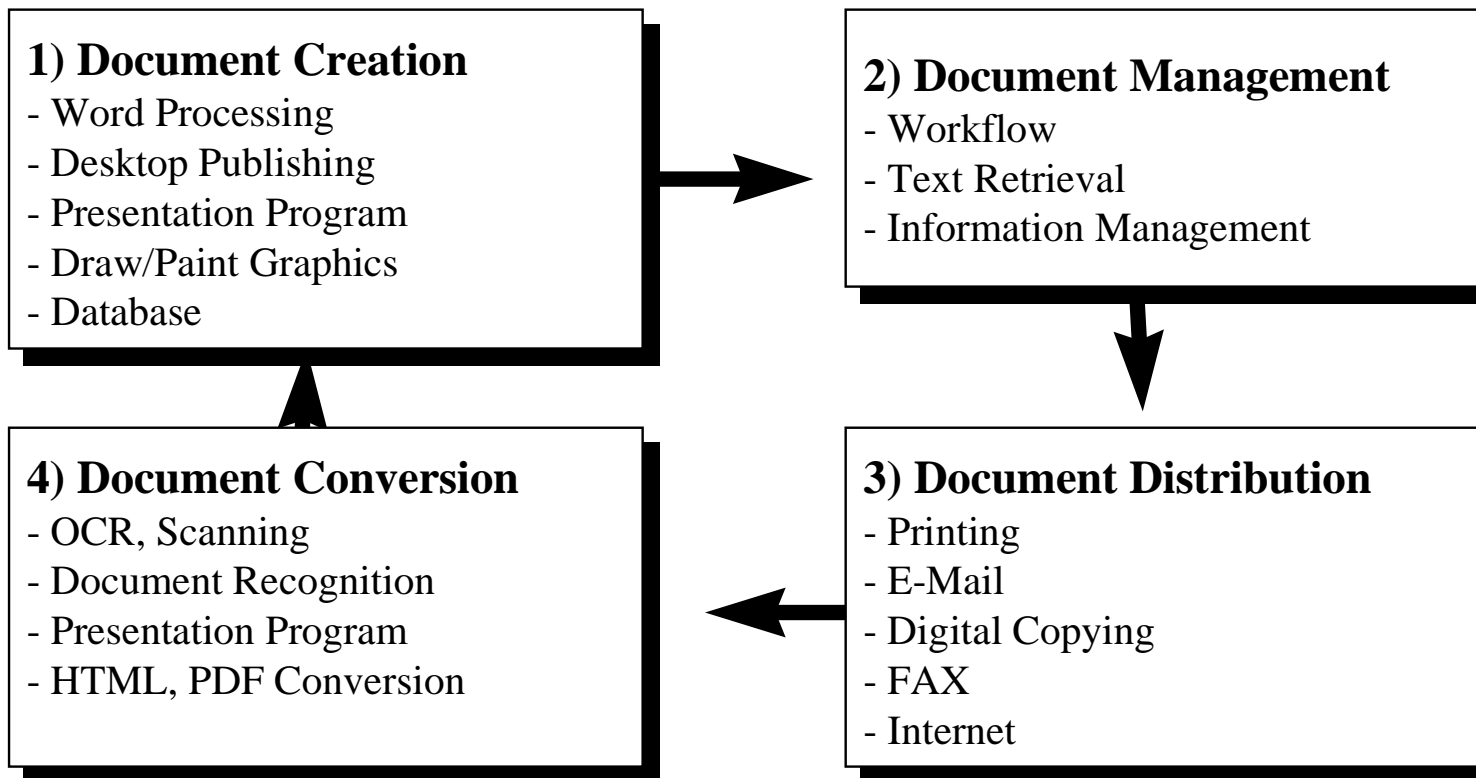 1) Document Creation
- Word Processing
- Desktop Publishing
- Presentation Program
- Draw/Paint Graphics
- Database
2) Document Management
- Workflow
- Text Retrieval
- Information Management
3) Document Distribution
- Printing
- E-Mail
- Digital Copying
- FAX
- Internet
4) Document Conversion
- OCR, Scanning
- Document Recognition
- Presentation Program
- HTML, PDF Conversion